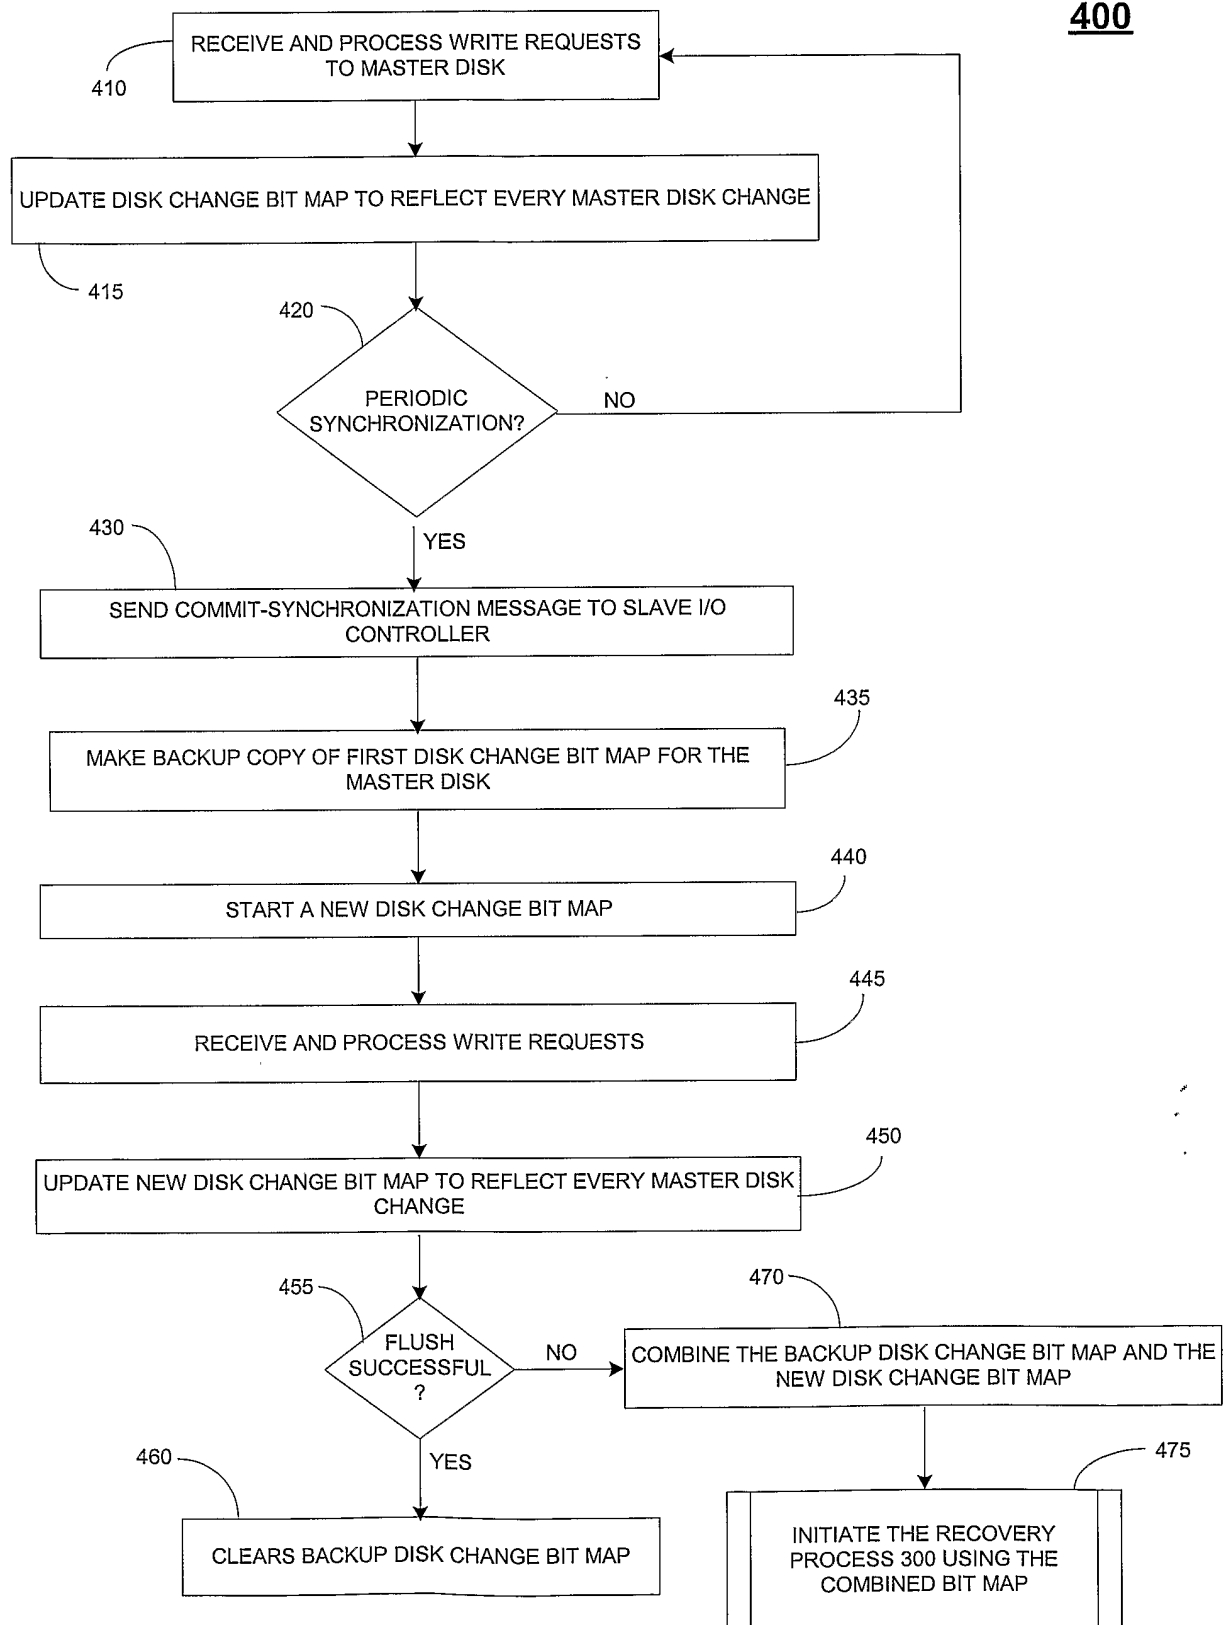 400
RECEIVE AND PROCESS WRITE REQUESTS
TO MASTER DISK
410
UPDATE DISK CHANGE BIT MAP TO REFLECT EVERY MASTER DISK CHANGE
415
420
PERIODIC
SYNCHRONIZATION?
NO
430
YES
SEND COMMIT-SYNCHRONIZATION MESSAGE TO SLAVE I/O
CONTROLLER
435
MAKE BACKUP COPY OF FIRST DISK CHANGE BIT MAP FOR THE
MASTER DISK
440
START A NEW DISK CHANGE BIT MAP
445
RECEIVE AND PROCESS WRITE REQUESTS
450
UPDATE NEW DISK CHANGE BIT MAP TO REFLECT EVERY MASTER DISK
CHANGE
455
FLUSH
SUCCESSFUL
?
NO
470
COMBINE THE BACKUP DISK CHANGE BIT MAP AND THE
NEW DISK CHANGE BIT MAP
YES
460
CLEARS BACKUP DISK CHANGE BIT MAP
475
INITIATE THE RECOVERY
PROCESS 300 USING THE
COMBINED BIT MAP